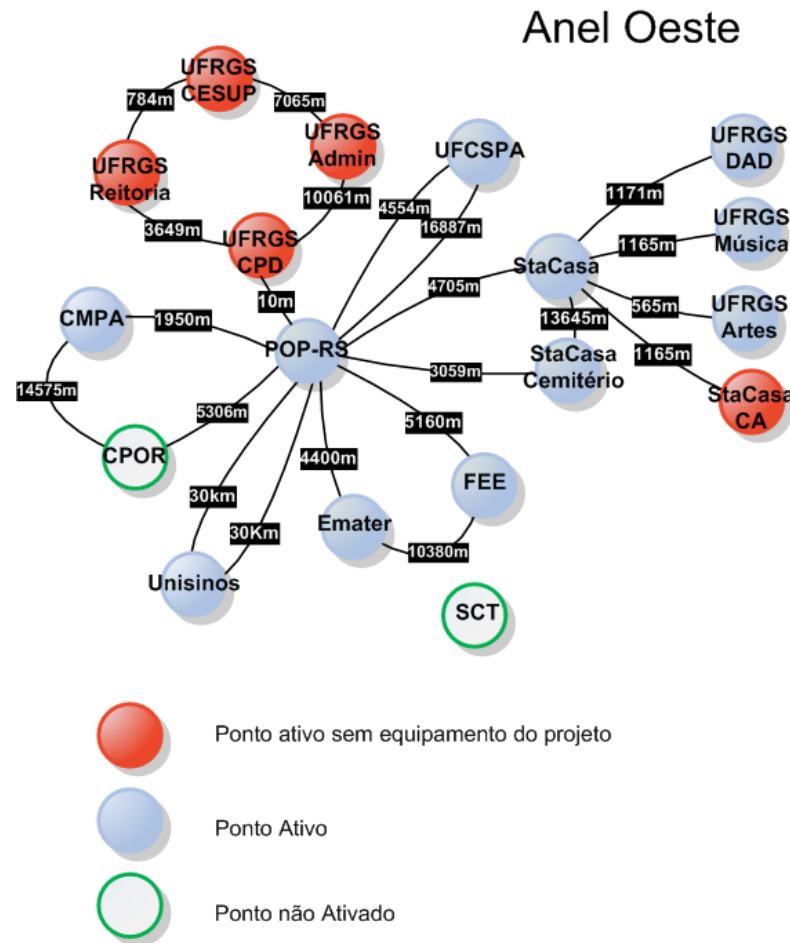 Anel Oeste
UFRGS
CESUP
784m
7065m
UFRGS
Admin
UFRGS
Reitoria
10061m
3649m
UFRGS
CPD
10m
UFCSPA
4554m
16887m
UFRGS
DAD
1171m
UFRGS
Música
1165m
StaCasa
4705m
565m
UFRGS
Artes
13645m
1165m
StaCasa
Cemitério
3059m
StaCasa
CA
CMPA
1950m
POP-RS
14575m
5306m
CPOR
5160m
4400m
FEE
30km
30Km
Emater
10380m
Unisinos
SCT
Ponto ativo sem equipamento do projeto
Ponto Ativo
Ponto não Ativado